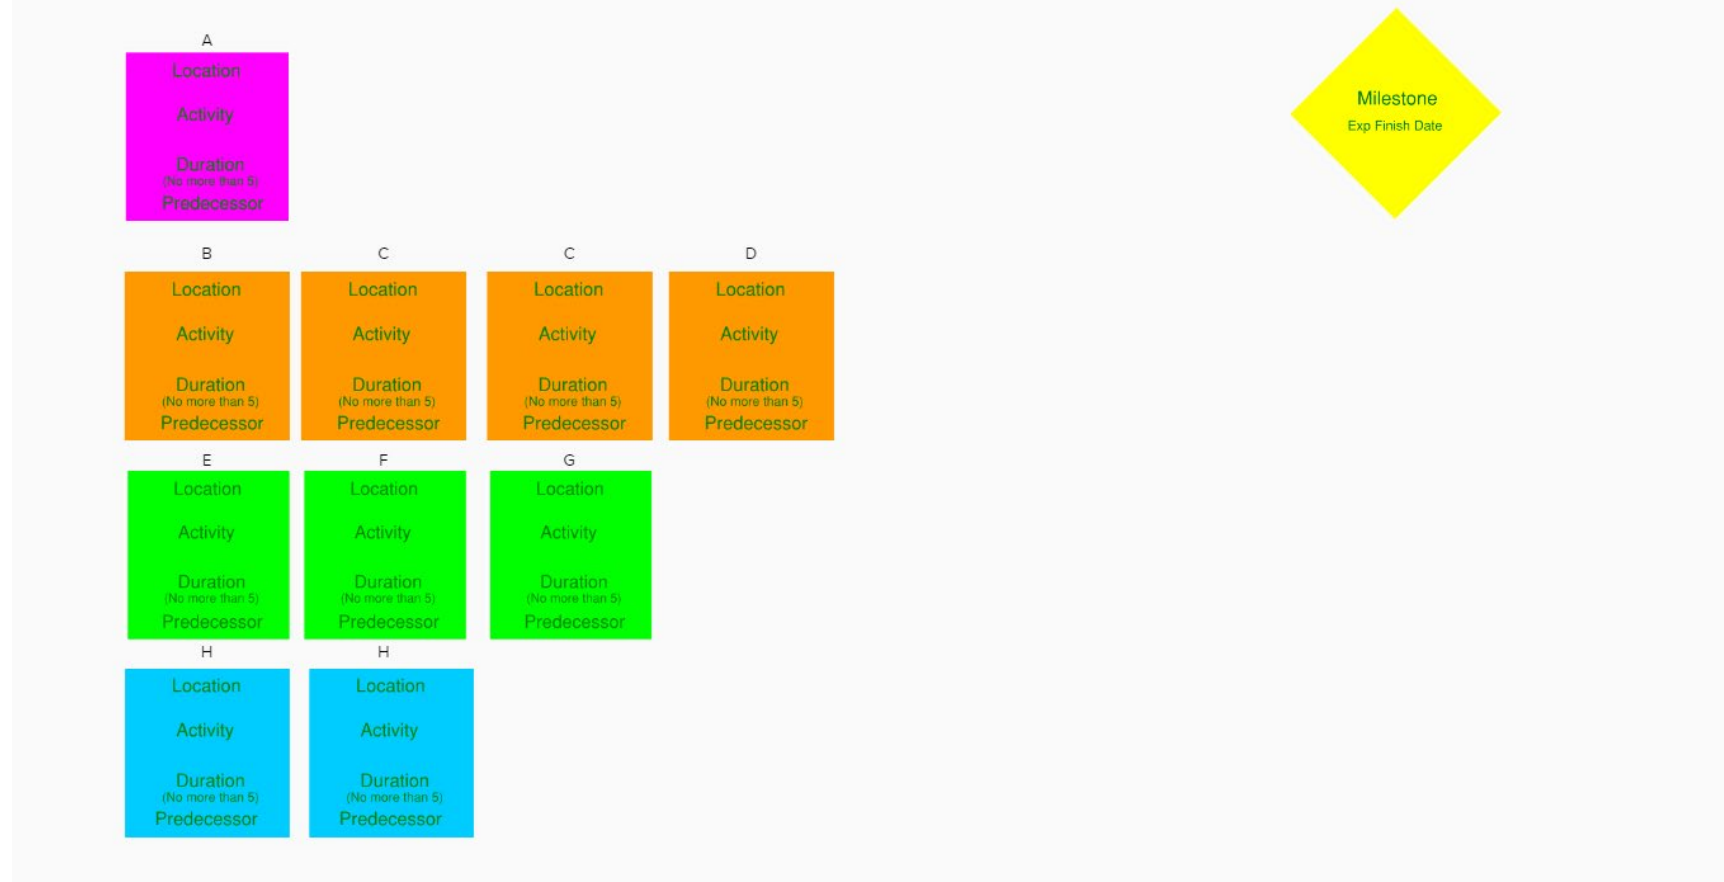 A
Location
Activity
Duration
(No more than 5)
Predecessor
Milestone
Exp Finish Date
B
Location
Activity
Duration
(No more than 5)
Predecessor
C
Location
Activity
Duration
(No more than 5)
Predecessor
C
Location
Activity
Duration
(No more than 5)
Predecessor
D
Location
Activity
Duration
(No more than 5)
Predecessor
E
Location
Activity
Duration
(No more than 5)
Predecessor
F
Location
Activity
Duration
(No more than 5)
Predecessor
G
Location
Activity
Duration
(No more than 5)
Predecessor
H
Location
Activity
Duration
(No more than 5)
Predecessor
H
Location
Activity
Duration
(No more than 5)
Predecessor